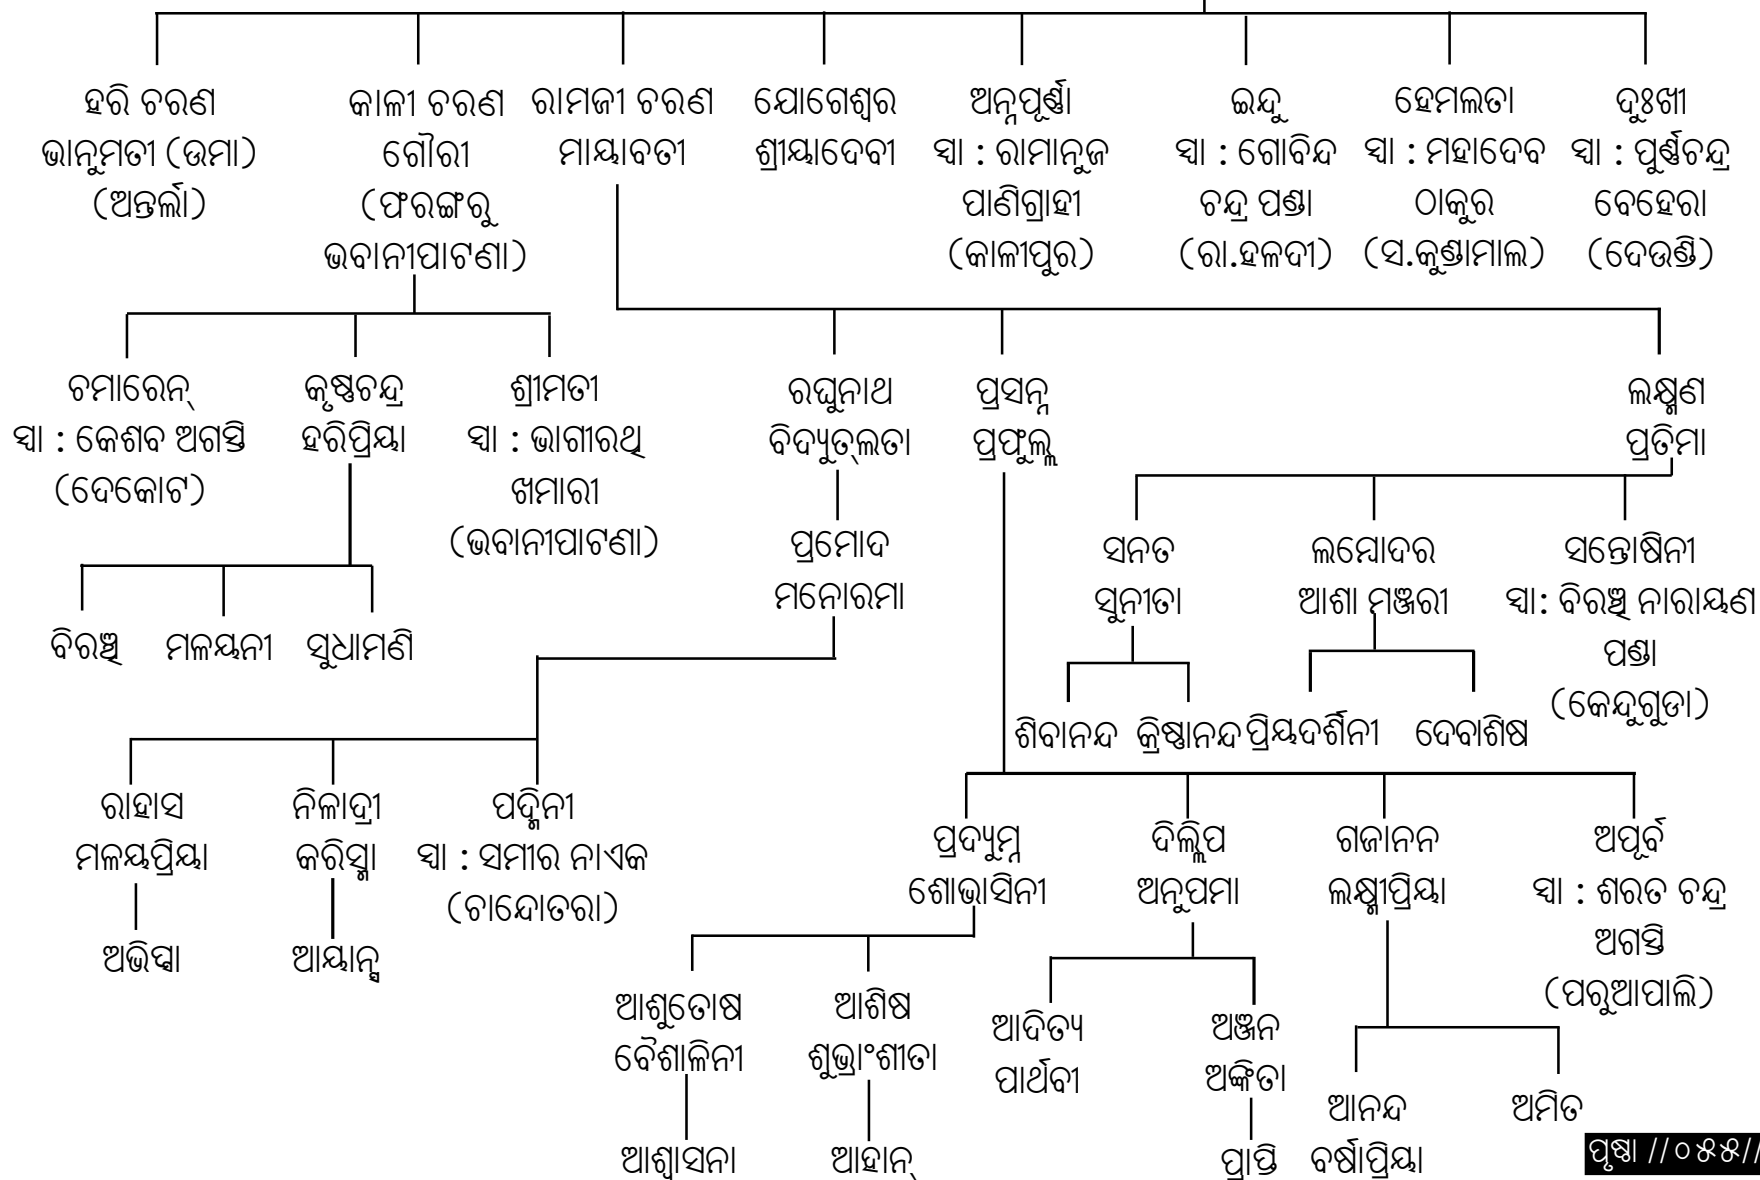 ହରି ଚରଣ
ଭାନୁମତୀ (ଉମା)
(ଅନ୍ତର୍ଲା)
କାଳୀ ଚରଣ
ଗୌରୀ
(ଫରଙ୍ଗରୁ
ଭବାନୀପାଟଣା)
ରାମଜୀ ଚରଣ
ମାୟାବତୀ
ଯୋଗେଶ୍ୱର
ଶ୍ରୀୟାଦେବୀ
ଅନ୍ନପୂର୍ଣ୍ଣା
ସ୍ୱା : ରାମାନୁଜ
ପାଣିଗ୍ରାହୀ
(କାଳୀପୁର)
ଇନ୍ଦୁ
ସ୍ୱା : ଗୋବିନ୍ଦ
ଚନ୍ଦ୍ର ପଣ୍ଡା
(ରା.ହଳଦୀ)
ହେମଲତା
ସ୍ୱା : ମହାଦେବ
ଠାକୁର
(ସ.କୁଣ୍ଡାମାଲ)
ଦୁଃଖୀ
ସ୍ୱା : ପୁର୍ଣ୍ଣଚନ୍ଦ୍ର
ବେହେରା
(ଦେଉଣ୍ଡି)
ଚମାରେନ୍
ସ୍ୱା : କେଶବ ଅଗସ୍ତି
(ଦେକୋଟ)
କୃଷ୍ଣଚନ୍ଦ୍ର
ହରିପ୍ରିୟା
ଶ୍ରୀମତୀ
ସ୍ୱା : ଭାଗୀରଥି
ଖମାରୀ
(ଭବାନୀପାଟଣା)
ରଘୁନାଥ
ବିଦ୍ୟୁତ୍‌ଲତା
ପ୍ରସନ୍ନ
ପ୍ରଫୁଲ୍ଲ
ଲକ୍ଷ୍ମଣ
ପ୍ରତିମା
ବିରଞ୍ଚି
ମଳୟନୀ
ସୁଧାମଣି
ପ୍ରମୋଦ
ମନୋରମା
ସନତ
ସୁନୀତା
ଲମ୍ବୋଦର
ଆଶା ମଞ୍ଜରୀ
ସନ୍ତୋଷିନୀ
ସ୍ୱା: ବିରଞ୍ଚି ନାରାୟଣ
ପଣ୍ଡା
(କେନ୍ଦୁଗୁଡା)
ଶିବାନନ୍ଦ
କ୍ରିଷ୍ଣାନନ୍ଦ
ପ୍ରିୟଦର୍ଶିନୀ
ଦେବାଶିଷ
ରାହାସ
ମଳୟପ୍ରିୟା
ନିଳାଦ୍ରୀ
କରିସ୍ମା
ପଦ୍ମିନୀ
ସ୍ୱା : ସମୀର ନାଏକ
(ଚାନ୍ଦୋତରା)
ପ୍ରଦ୍ୟୁମ୍ନ
ଶୋଭାସିନୀ
ଦିଲ୍ଲିପ
ଅନୁପମା
ଗଜାନନ
ଲକ୍ଷ୍ମୀପ୍ରିୟା
ଅପୂର୍ବ
ସ୍ୱା : ଶରତ ଚନ୍ଦ୍ର
ଅଗସ୍ତି
(ପରୁଆପାଲି)
ଅଭିପ୍ସା
ଆୟାନ୍ସ
ଆଶୁତୋଷ
ବୈଶାଳିନୀ
ଆଶିଷ
ଶୁଭ୍ରାଂଶୀତା
ଆଦିତ୍ୟ
ପାର୍ଥବୀ
ଅଞ୍ଜନ
ଅଙ୍କିତା
ଆନନ୍ଦ
ବର୍ଷାପ୍ରିୟା
ଅମିତ
ଆଶ୍ୱାସନା
ଆହାନ୍
ପ୍ରାପ୍ତି
ପୃଷ୍ଠା //୦୫୫//